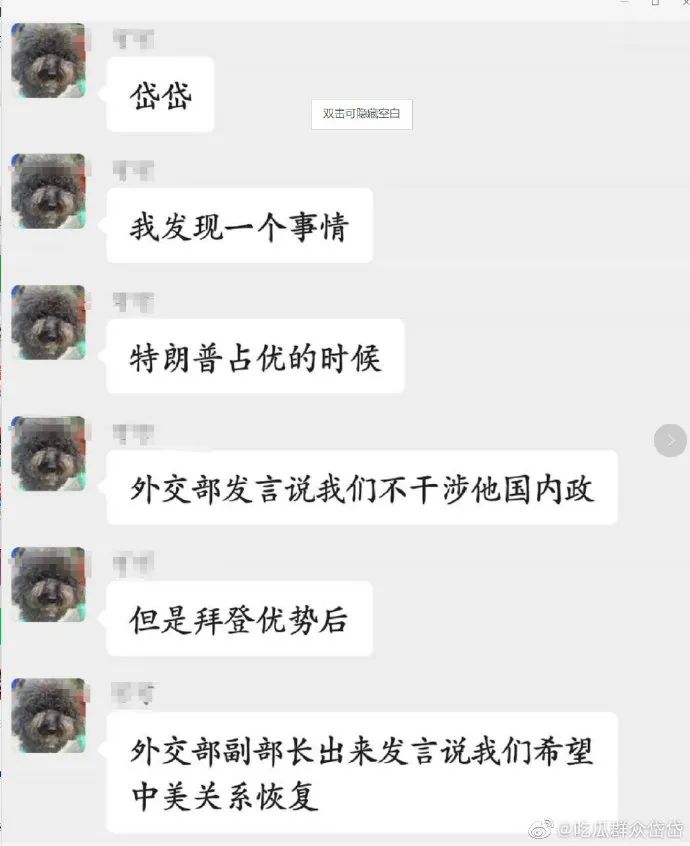 岱岱
双击可隐藏空白
我发现一个事情
特朗普占优的时候
外交部发言说我们不干涉他国内政
但是拜登优势后
外交部副部长出来发言说我们希望
中美关系恢复
@吃瓜群众岱岱